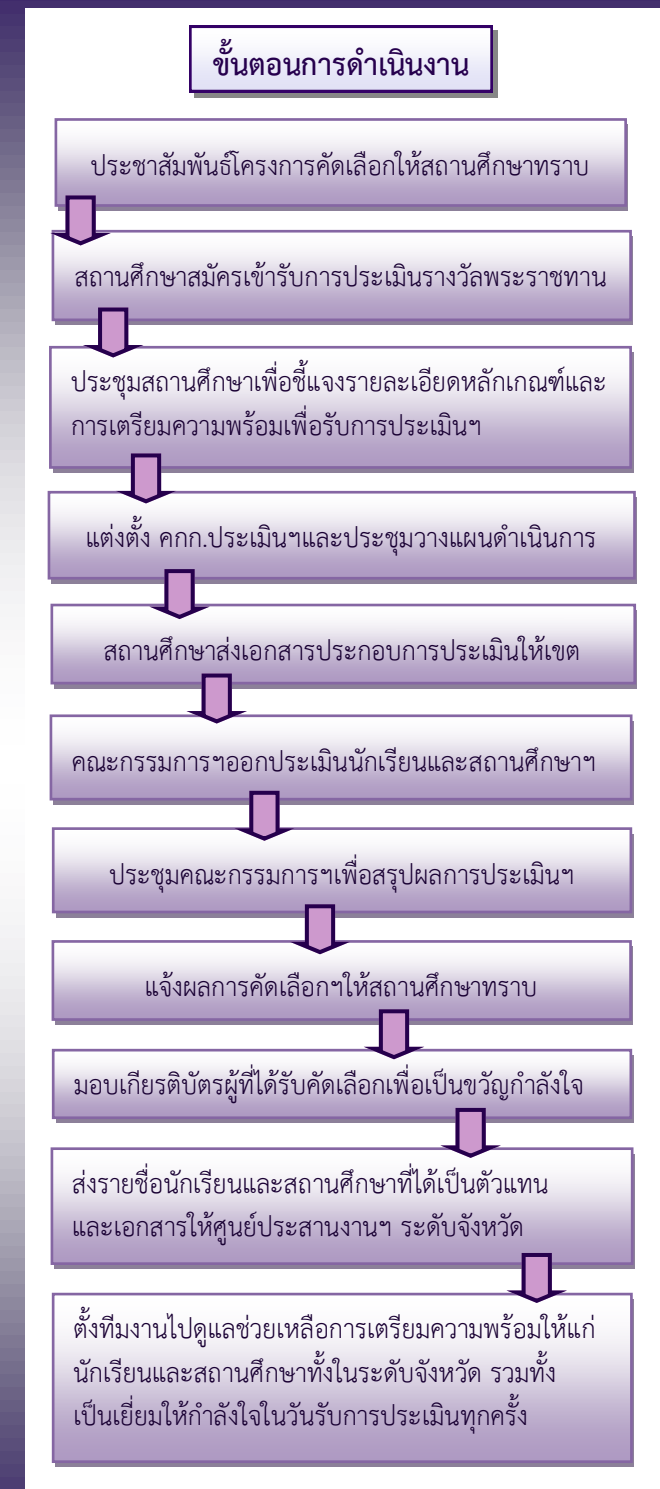 ขั้นตอนการดำเนินงาน
ประชาสัมพันธ์โครงการคัดเลือกให้สถานศึกษาทราบ
สถานศึกษาสมัครเข้ารับการประเมินรางวัลพระราชทาน
ประชุมสถานศึกษาเพื่อชี้แจงรายละเอียดหลักเกณฑ์และ
การเตรียมความพร้อมเพื่อรับการประเมินฯ
แต่งตั้ง คกก.ประเมินฯและประชุมวางแผนดำเนินการ
สถานศึกษาส่งเอกสารประกอบการประเมินให้เขต
คณะกรรมการฯออกประเมินนักเรียนและสถานศึกษาฯ
ประชุมคณะกรรมการฯเพื่อสรุปผลการประเมินฯ
แจ้งผลการคัดเลือกฯให้สถานศึกษาทราบ
มอบเกียรติบัตรผู้ที่ได้รับคัดเลือกเพื่อเป็นขวัญกำลังใจ
ส่งรายชื่อนักเรียนและสถานศึกษาที่ได้เป็นตัวแทน
และเอกสารให้ศูนย์ประสานงานฯ ระดับจังหวัด
ตั้งทีมงานไปดูแลช่วยเหลือการเตรียมความพร้อมให้แก่
นักเรียนและสถานศึกษาทั้งในระดับจังหวัด รวมทั้ง
เป็นเยี่ยมให้กำลังใจในวันรับการประเมินทุกครั้ง